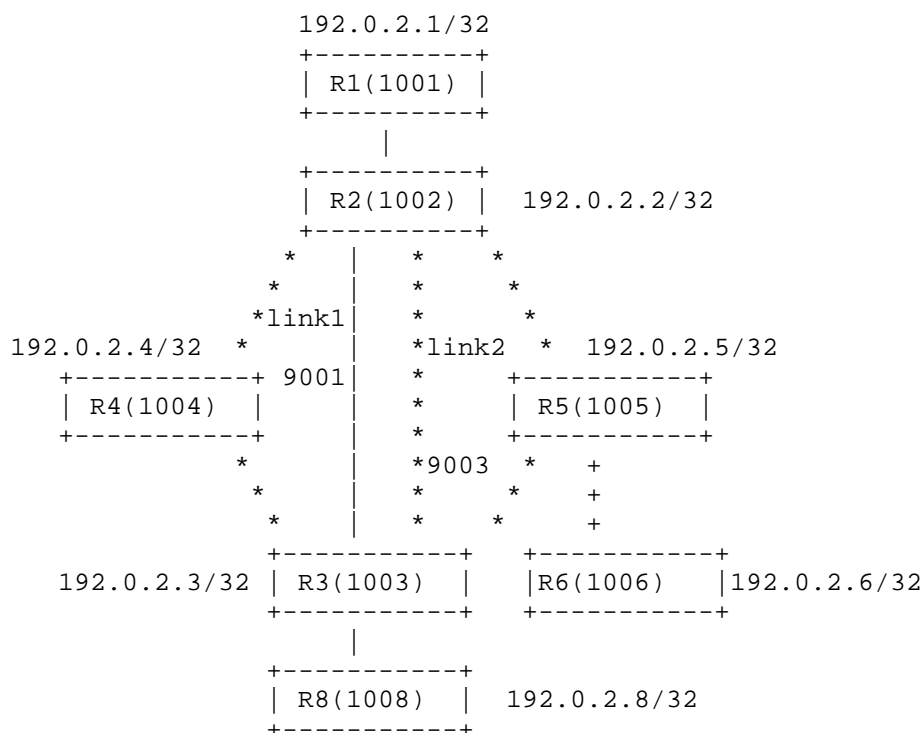 192.0.2.1/32
R1(1001)
R2(1002) 192.0.2.2/32
link1
192.0.2.4/32 link2 192.0.2.5/32
9001
R4(1004) R5(1005)
9003
192.0.2.3/32 R3(1003) R6(1006) 192.0.2.6/32
R8(1008) 192.0.2.8/32